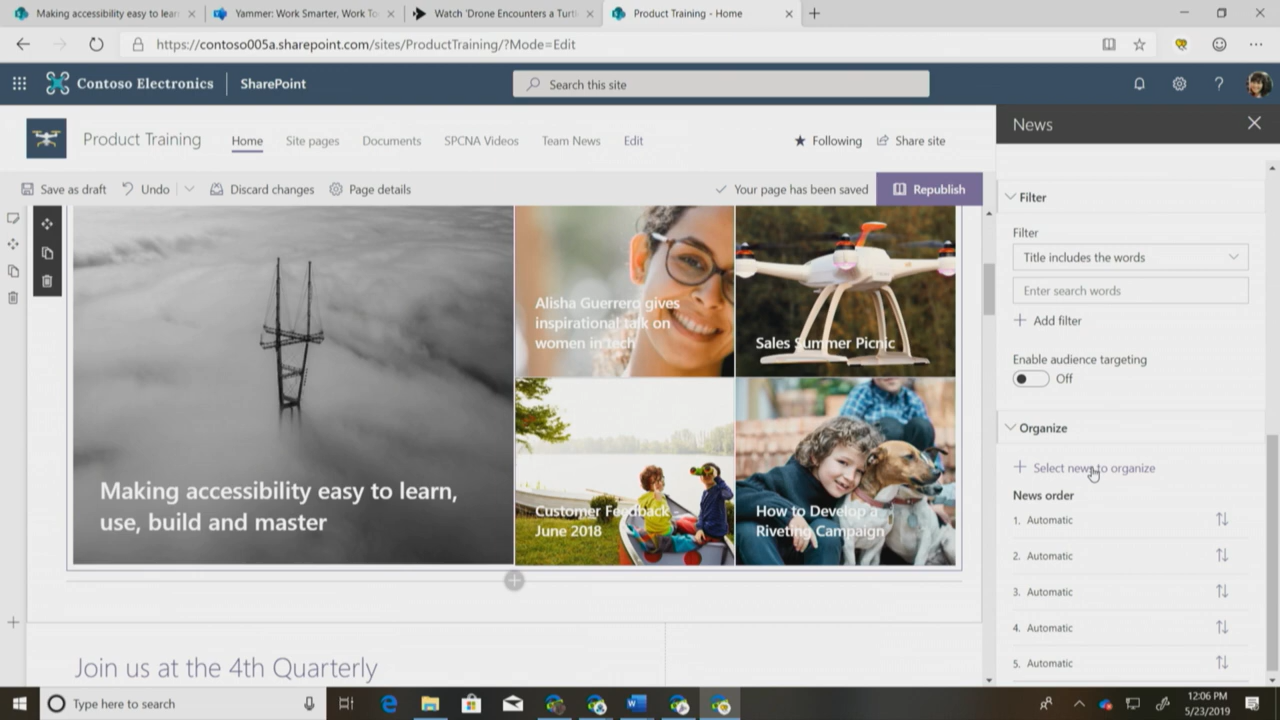 Making accessibility easy to lear
Yammer: Work Smarter, Work To
Watch 'Drone Encounters a Turt
Product Training - Home
https://contoso005a.sharepoint.com/sites/ProductTraining/?Mode=Edit
Contoso Electronics
SharePoint
Search this site
Product Training
Home
Site pages
Documents
SPCNA Videos
Team News
Edit
Following
Share site
News
Save as draft
Undo
Discard changes
Page details
Your page has been saved
Republish
Filter
Filter
Title includes the words
Enter search words
Add filter
Enable audience targeting
Off
Organize
Select news to organize
News order
1. Automatic
2. Automatic
3. Automatic
4. Automatic
5. Automatic
Making accessibility easy to learn,
use, build and master
Alisha Guerrero gives
inspirational talk on
women in tech
Sales Summer Picnic
Customer Feedback
June 2018
How to Develop a
Riveting Campaign
Join us at the 4th Quarterly
Type here to search
12:06 PM
5/23/2019